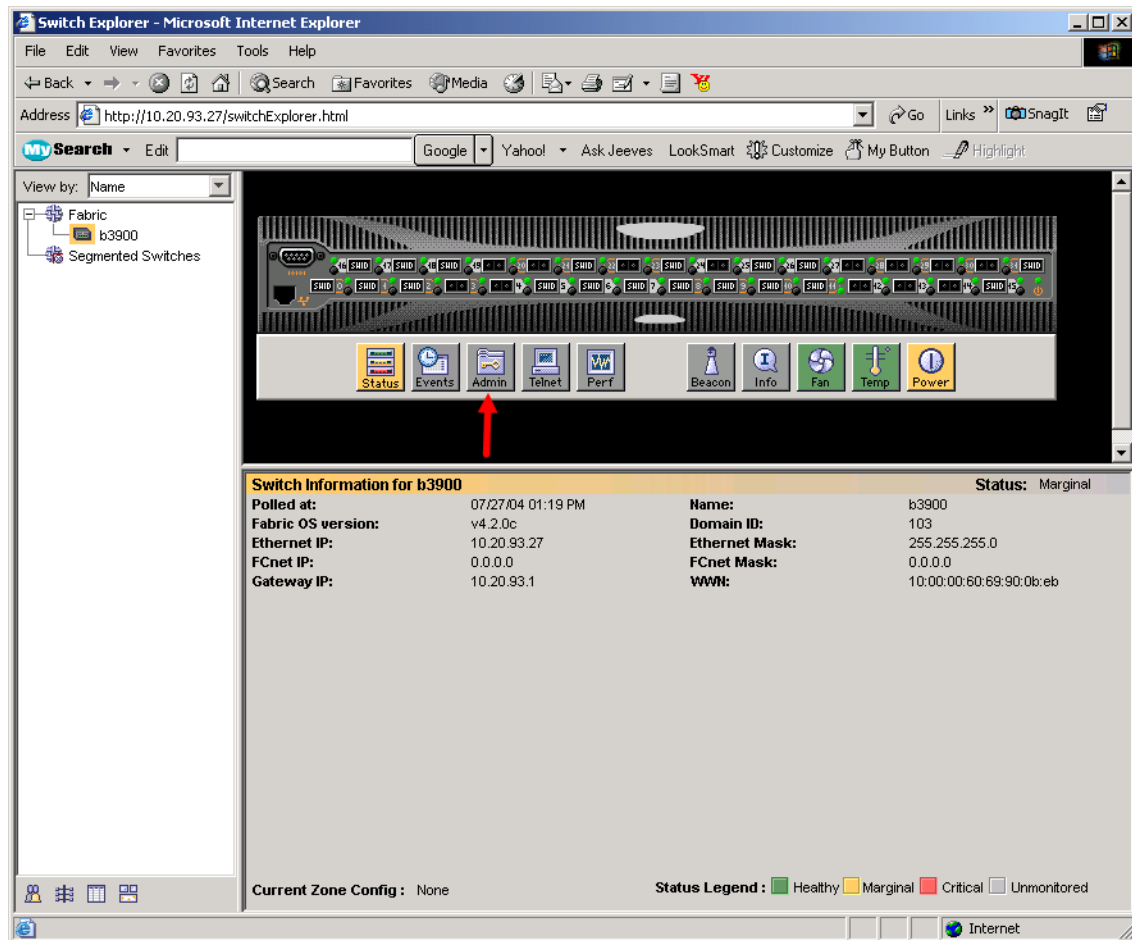 Switch Explorer - Microsoft Internet Explorer
File Edit View Favorites Tools Help
Back Search Favorites Media
Address http://10.20.93.27/switchExplorer.html Go Links » SnagIt
My Search Edit Google Yahoo! Ask Jeeves LookSmart Customize My Button Highlight
View by: Name
Fabric
b3900
Segmented Switches
Status Events Admin Telnet Perf Beacon Info Fan Temp Power
Switch Information for b3900 Status: Marginal
Polled at: 07/27/04 01:19 PM Name: b3900
Fabric OS version: v4.2.0c Domain ID: 103
Ethernet IP: 10.20.93.27 Ethernet Mask: 255.255.255.0
FCnet IP: 0.0.0.0 FCnet Mask: 0.0.0.0
Gateway IP: 10.20.93.1 WWN: 10:00:00:60:69:90:0b:eb
Current Zone Config : None Status Legend : Healthy Marginal Critical Unmonitored
Internet